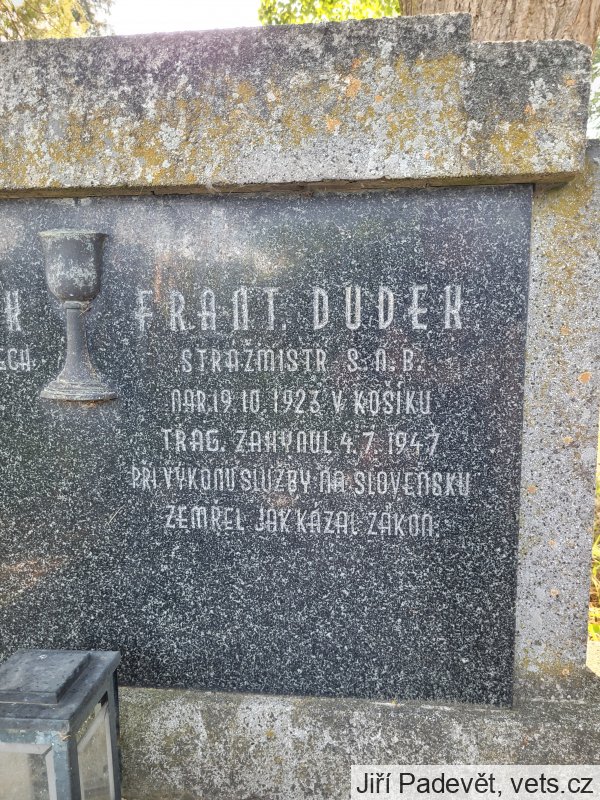 K
ECH
FRANT. DUDEK
STRÁŽMISTR S.N.B.
NAR.19.10.1923 V KOŠÍKU
TRAG. ZAHYNUL 4.7.1947
PŘI VÝKONU SLUŽBY NA SLOVENSKU
ZEMŘEL JAK KÁZAL ZÁKON.
Jiří Padevět, vets.cz